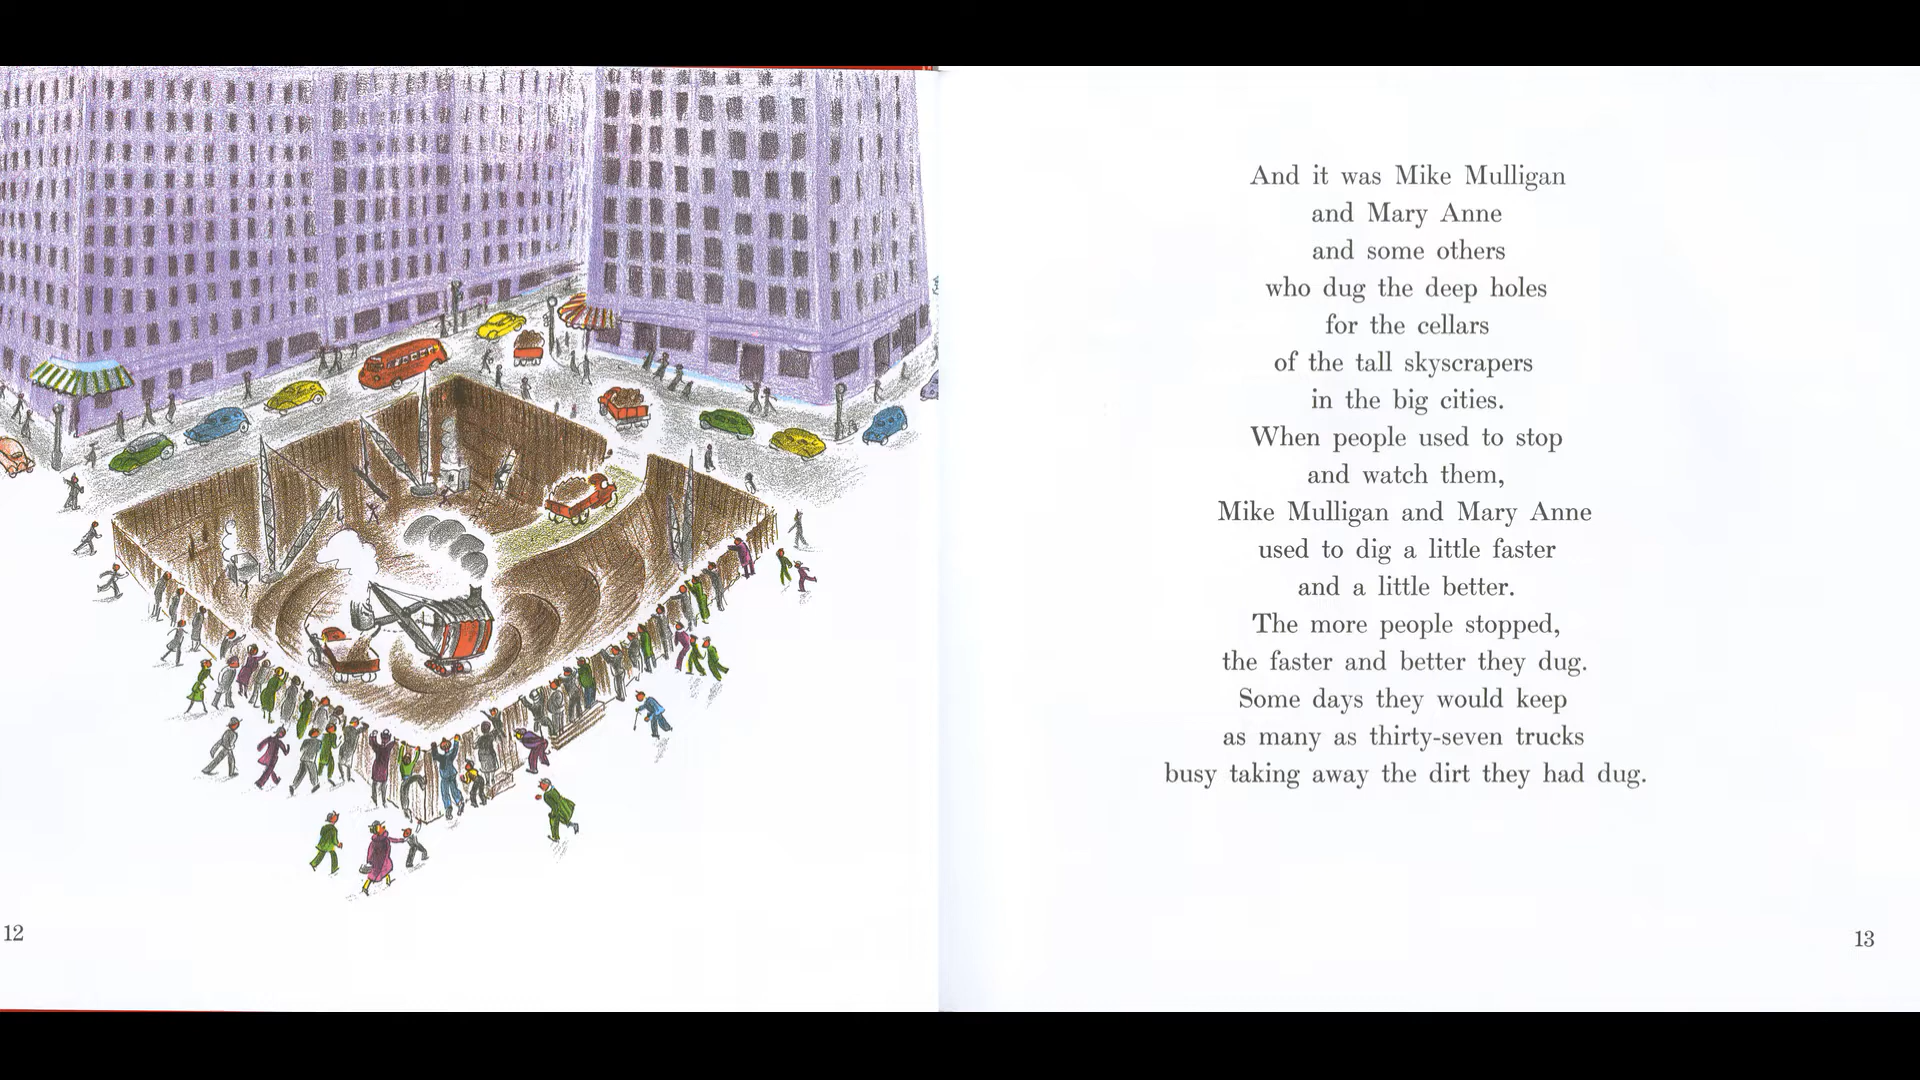 And it was Mike Mulligan
and Mary Anne
and some others
who dug the deep holes
for the cellars
of the tall skyscrapers
in the big cities.
When people used to stop
and watch them,
Mike Mulligan and Mary Anne
used to dig a little faster
and a little better.
The more people stopped,
the faster and better they dug.
Some days they would keep
as many as thirty-seven trucks
busy taking away the dirt they had dug.
12
13